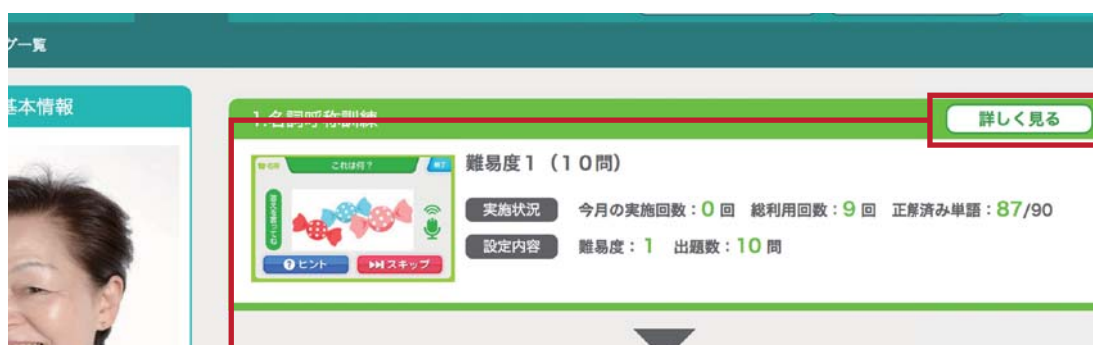 グ一覧
基本情報
1.名詞呼称訓練
詳しく見る
これは何？
終了
難易度1（10問）
実施状況
今月の実施回数：0 回 総利用回数：9 回 正解済み単語：87/90
設定内容
難易度：1 出題数：10 問
ヒント
スキップ